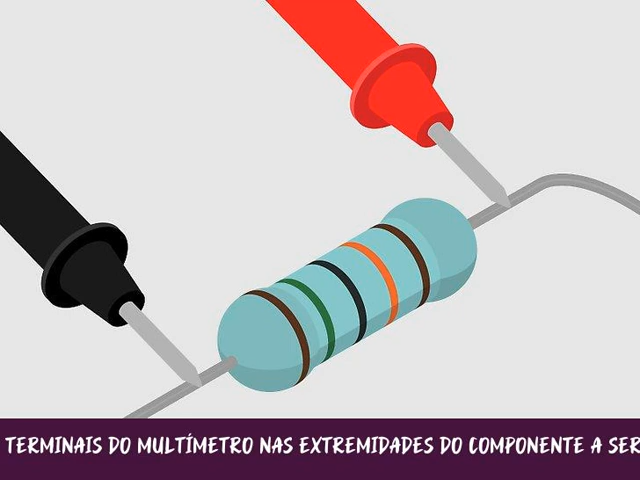 TERMINAIS DO MULTÍMETRO NAS EXTREMIDADES DO COMPONENTE A SER